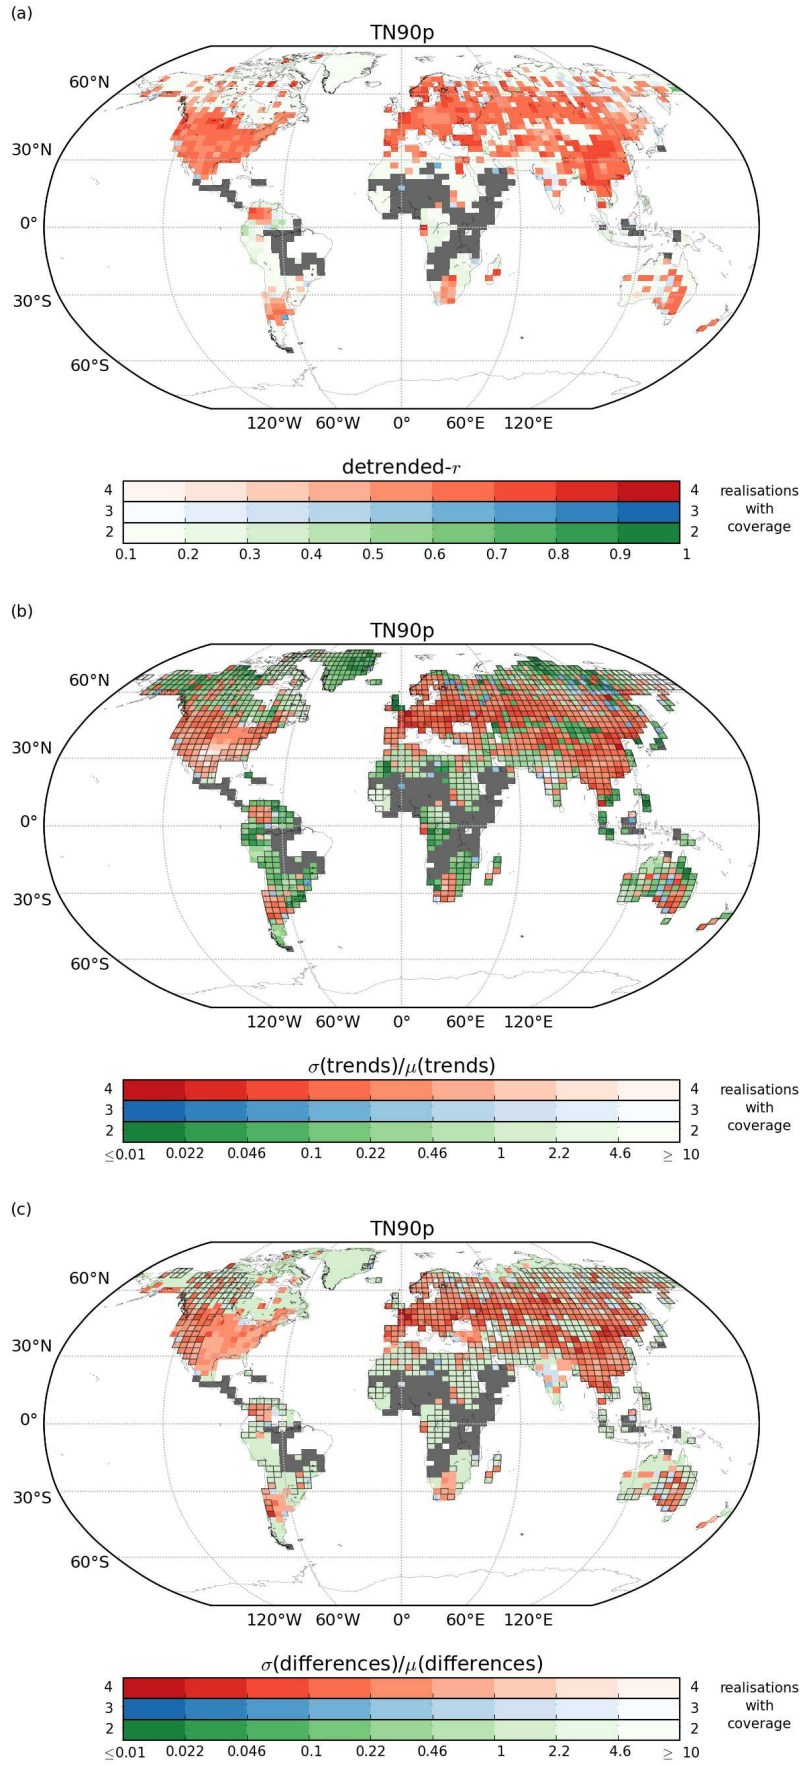 (a)
TN90p
60°N
30°N
0°
30°S
60°S
120°W 60°W 0° 60°E 120°E
detrended-r
4 4 realisations
3 3 with
2 2 coverage
0.1 0.2 0.3 0.4 0.5 0.6 0.7 0.8 0.9 1
(b)
TN90p
60°N
30°N
0°
30°S
60°S
120°W 60°W 0° 60°E 120°E
σ(trends)/μ(trends)
4 4 realisations
3 3 with
2 2 coverage
≤0.01 0.022 0.046 0.1 0.22 0.46 1 2.2 4.6 ≥ 10
(c)
TN90p
60°N
30°N
0°
30°S
60°S
120°W 60°W 0° 60°E 120°E
σ(differences)/μ(differences)
4 4 realisations
3 3 with
2 2 coverage
≤0.01 0.022 0.046 0.1 0.22 0.46 1 2.2 4.6 ≥ 10